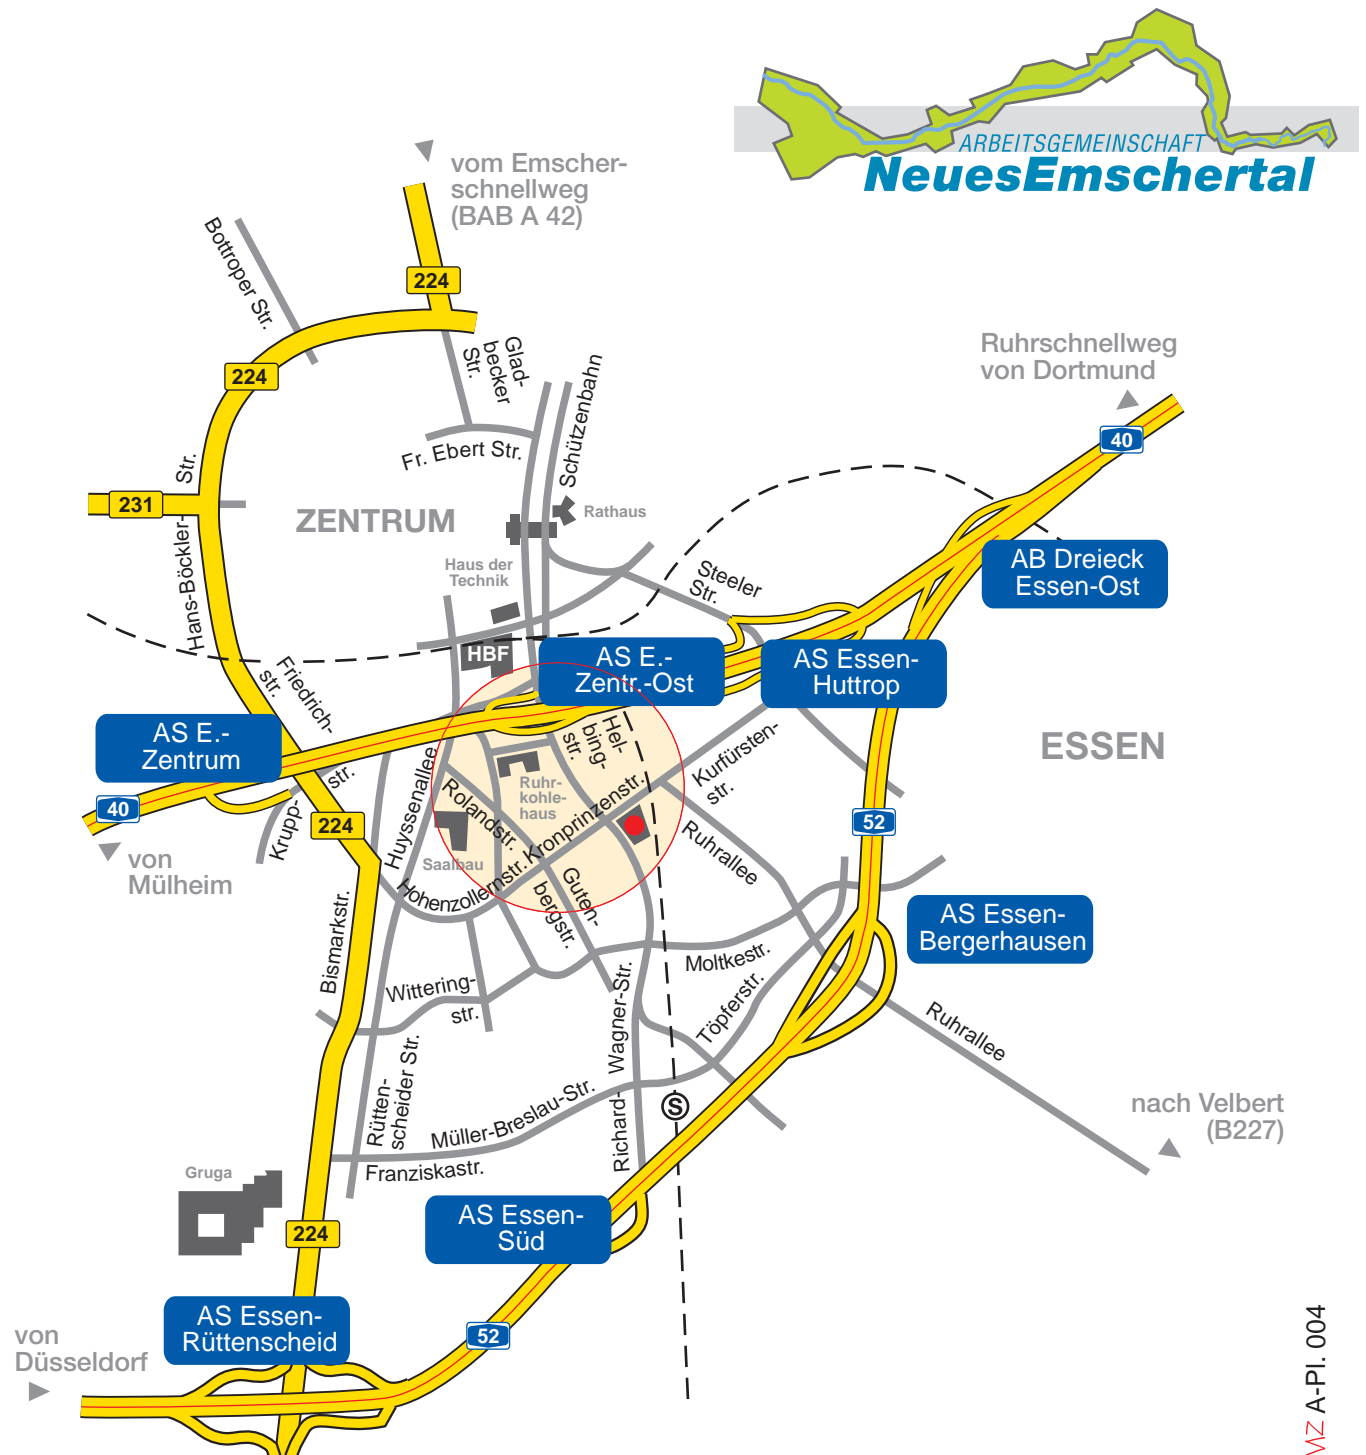 ARBEITSGEMEINSCHAFT
NeuesEmschertal
vom Emscher-
schnellweg
(BAB A 42)
Bottroper Str.
224
224
Glad-
becker
Str.
Schützenbahn
Ruhrschnellweg
von Dortmund
40
Fr. Ebert Str.
231
Hans-Böckler-
Str.
ZENTRUM
Rathaus
Haus der
Technik
Steeler
Str.
AB Dreieck
Essen-Ost
HBF
AS E.-
Zentr.-Ost
AS Essen-
Huttrop
Friedrich-
str.
AS E.-
Zentrum
40
Krupp-
str.
224
Huyssenallee
Hel-
bing-
str.
Kurfürsten-
str.
ESSEN
Ruhr-
kohle-
haus
Rolandstr.
Kronprinzenstr.
Saalbau
Hohenzollernstr.
Guten-
bergstr.
Ruhrallee
52
von
Mülheim
Bismarkstr.
AS Essen-
Bergerhausen
Wittering-
str.
Moltkestr.
Töpferstr.
Ruhrallee
Rütten-
scheider Str.
Richard-
Wagner-Str.
Müller-Breslau-Str.
S
Franziskastr.
nach Velbert
(B227)
Gruga
224
AS Essen-
Süd
AS Essen-
Rüttenscheid
52
von
Düsseldorf
MZ A-Pl. 004